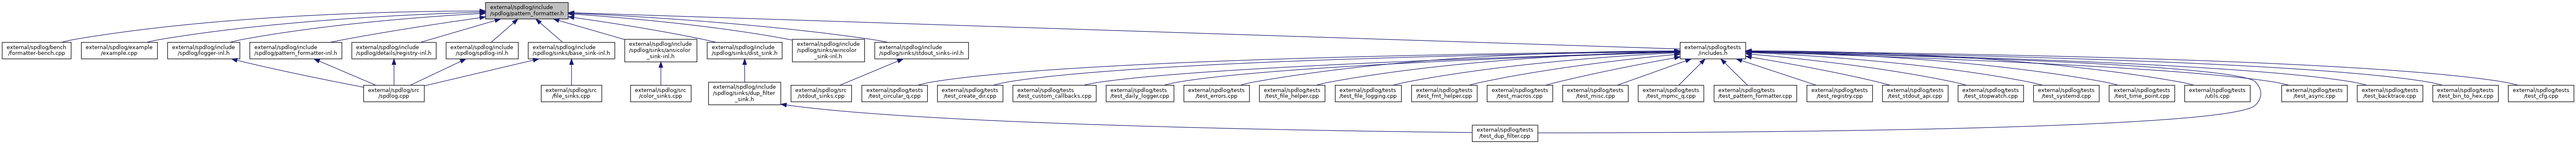 external/spdlog/include
/spdlog/pattern_formatter.h
external/spdlog/bench
/formatter-bench.cpp
external/spdlog/example
/example.cpp
external/spdlog/include
/spdlog/logger-inl.h
external/spdlog/include
/spdlog/pattern_formatter-inl.h
external/spdlog/include
/spdlog/details/registry-inl.h
external/spdlog/include
/spdlog/spdlog-inl.h
external/spdlog/include
/spdlog/sinks/base_sink-inl.h
external/spdlog/include
/spdlog/sinks/ansicolor
_sink-inl.h
external/spdlog/include
/spdlog/sinks/dist_sink.h
external/spdlog/include
/spdlog/sinks/wincolor
_sink-inl.h
external/spdlog/include
/spdlog/sinks/stdout_sinks-inl.h
external/spdlog/tests
/includes.h
external/spdlog/src
/spdlog.cpp
external/spdlog/src
/file_sinks.cpp
external/spdlog/src
/color_sinks.cpp
external/spdlog/include
/spdlog/sinks/dup_filter
_sink.h
external/spdlog/src
/stdout_sinks.cpp
external/spdlog/tests
/test_circular_q.cpp
external/spdlog/tests
/test_create_dir.cpp
external/spdlog/tests
/test_custom_callbacks.cpp
external/spdlog/tests
/test_daily_logger.cpp
external/spdlog/tests
/test_errors.cpp
external/spdlog/tests
/test_file_helper.cpp
external/spdlog/tests
/test_file_logging.cpp
external/spdlog/tests
/test_fmt_helper.cpp
external/spdlog/tests
/test_macros.cpp
external/spdlog/tests
/test_misc.cpp
external/spdlog/tests
/test_mpmc_q.cpp
external/spdlog/tests
/test_pattern_formatter.cpp
external/spdlog/tests
/test_registry.cpp
external/spdlog/tests
/test_stdout_api.cpp
external/spdlog/tests
/test_stopwatch.cpp
external/spdlog/tests
/test_systemd.cpp
external/spdlog/tests
/test_time_point.cpp
external/spdlog/tests
/utils.cpp
external/spdlog/tests
/test_async.cpp
external/spdlog/tests
/test_backtrace.cpp
external/spdlog/tests
/test_bin_to_hex.cpp
external/spdlog/tests
/test_cfg.cpp
external/spdlog/tests
/test_dup_filter.cpp